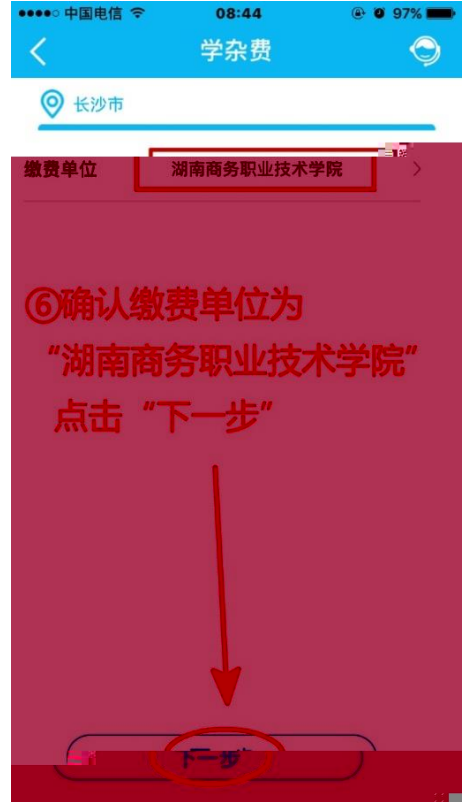 中国电信 08:44 97%
学杂费
长沙市
缴费单位 湖南商务职业技术学院
⑥确认缴费单位为
“湖南商务职业技术学院”
点击“下一步”
下一步